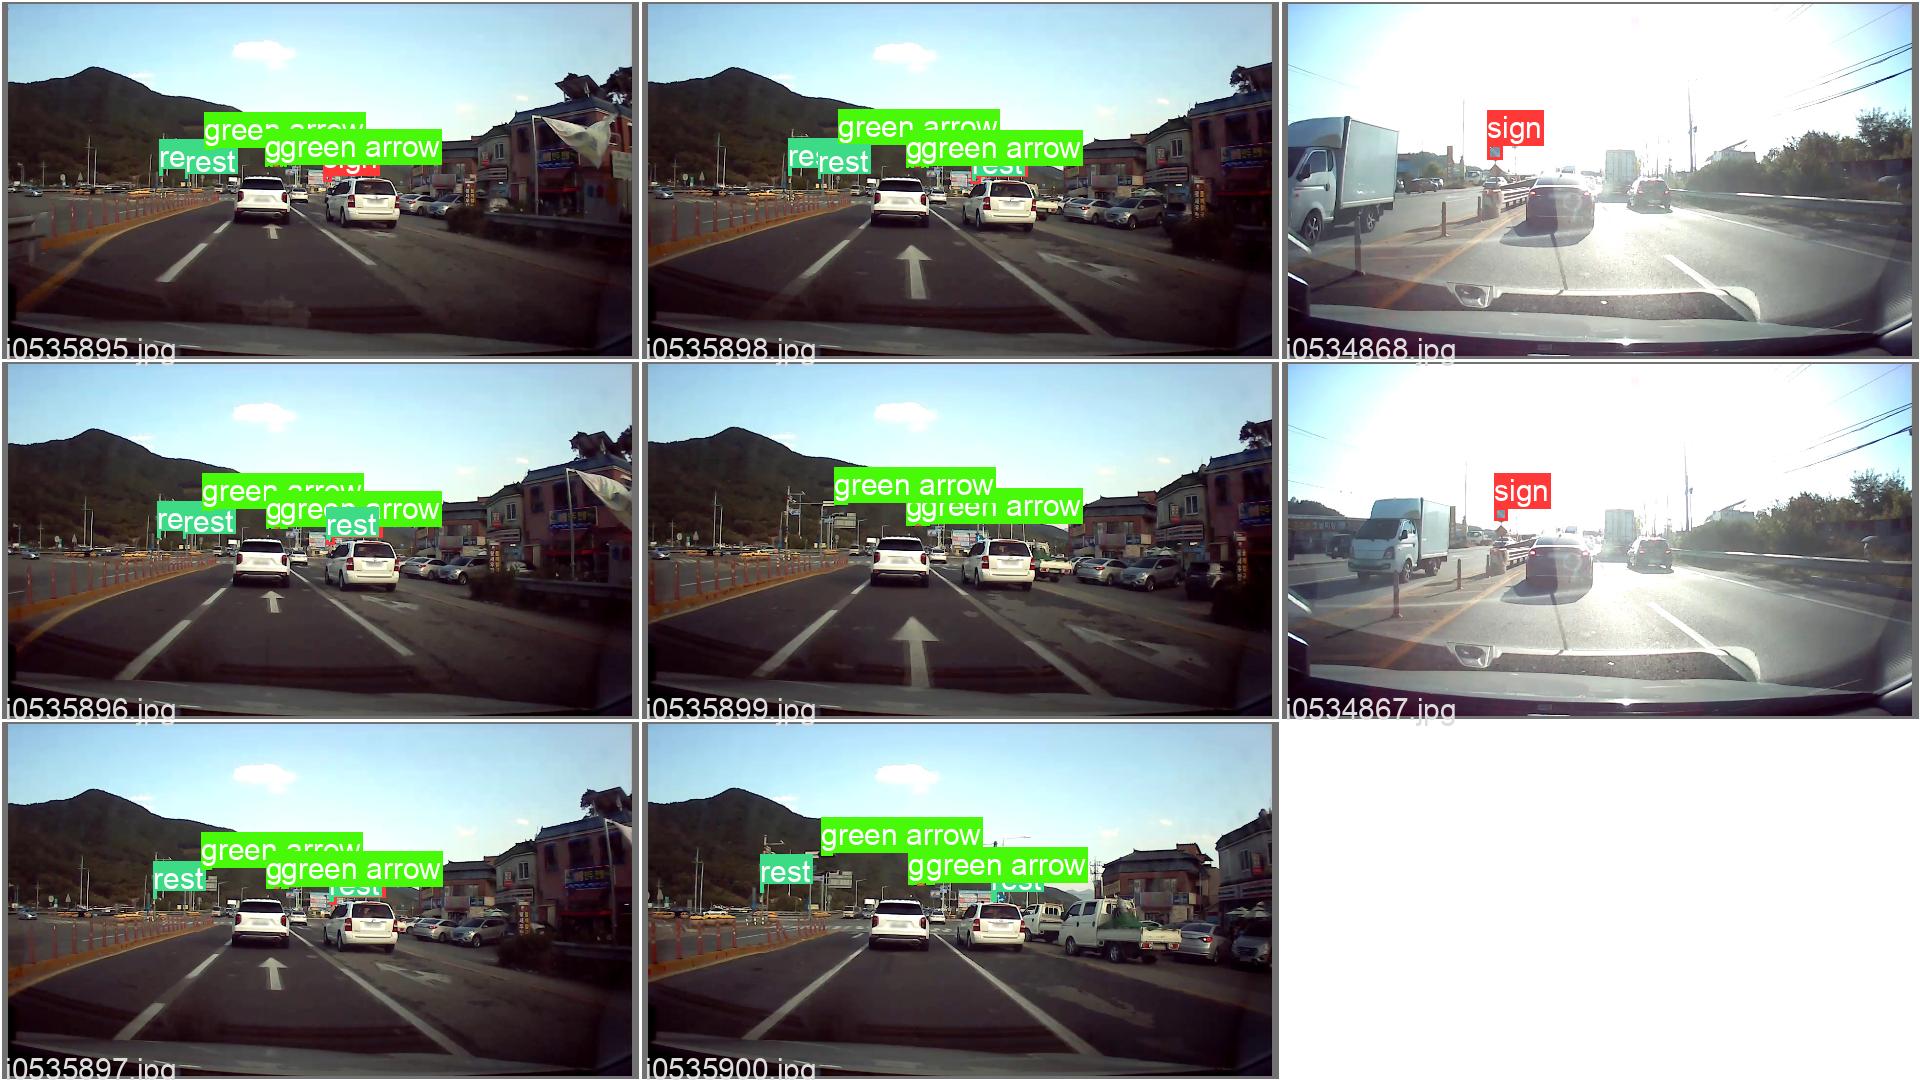 green arrow
ggreen arrow
re
rest
sign
i0535895.jpg
green arrow
ggreen arrow
re
rest
rest
i0535898.jpg
sign
i0534868.jpg
green arrow
ggreen arrow
re
rest
rest
i0535896.jpg
green arrow
ggreen arrow
i0535899.jpg
sign
i0534867.jpg
green arrow
ggreen arrow
rest
rest
i0535897.jpg
green arrow
ggreen arrow
rest
rest
i0535900.jpg